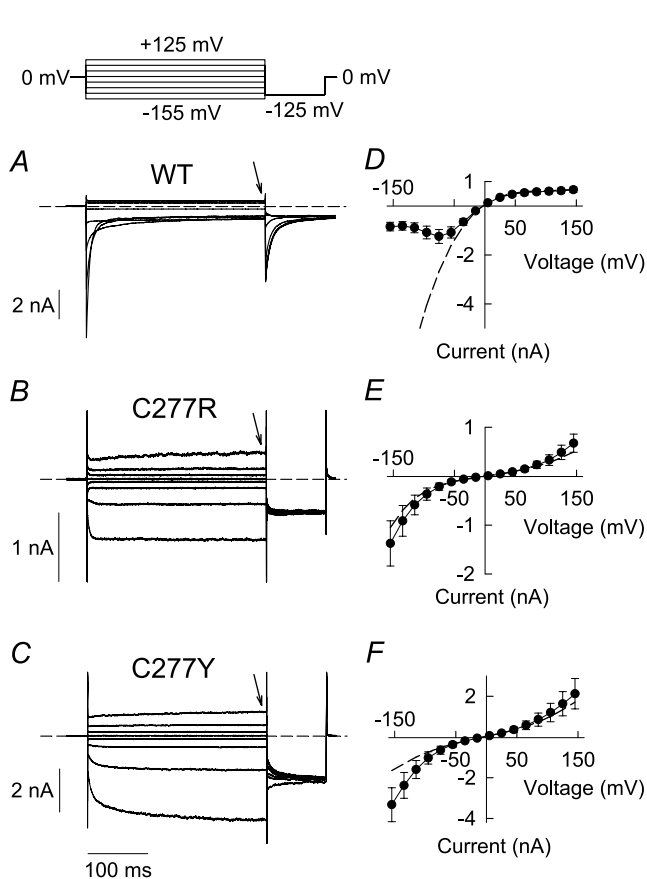 +125 mV
0 mV
0 mV
-155 mV
-125 mV
A
WT
2 nA
D
1
-150
50
150
Voltage (mV)
-2
-4
Current (nA)
B
C277R
1 nA
E
1
-150
-50
50
150
Voltage (mV)
-1
-2
Current (nA)
C
C277Y
2 nA
100 ms
F
2
-150
-50
50
150
Voltage (mV)
-2
-4
Current (nA)